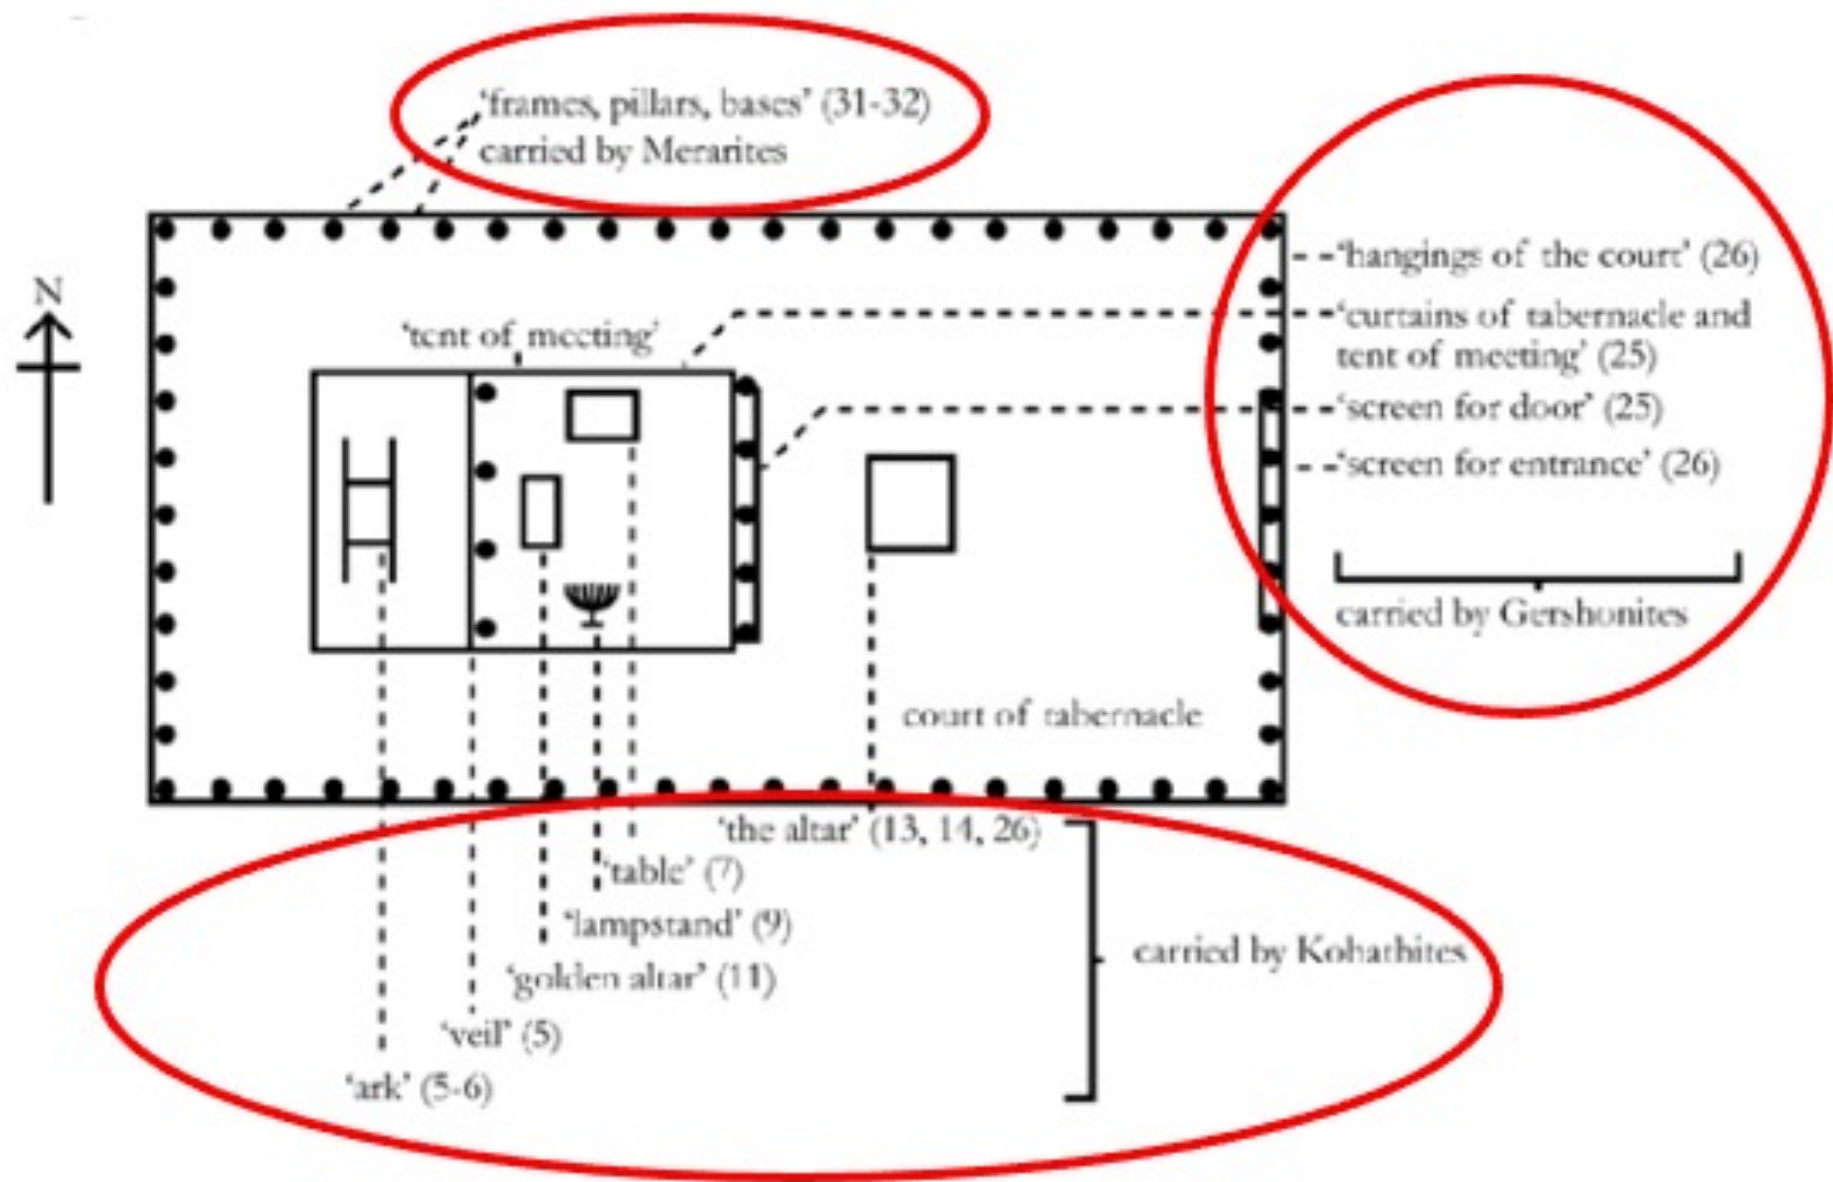 'frames, pillars, bases' (31-32)
carried by Merarites
N
'hangings of the court' (26)
'curtains of tabernacle and
tent of meeting' (25)
'screen for door' (25)
'screen for entrance' (26)
carried by Gershonites
'tent of meeting'
court of tabernacle
'the altar' (13, 14, 26)
'table' (7)
'lampstand' (9)
'golden altar' (11)
'veil' (5)
'ark' (5-6)
carried by Kohathites